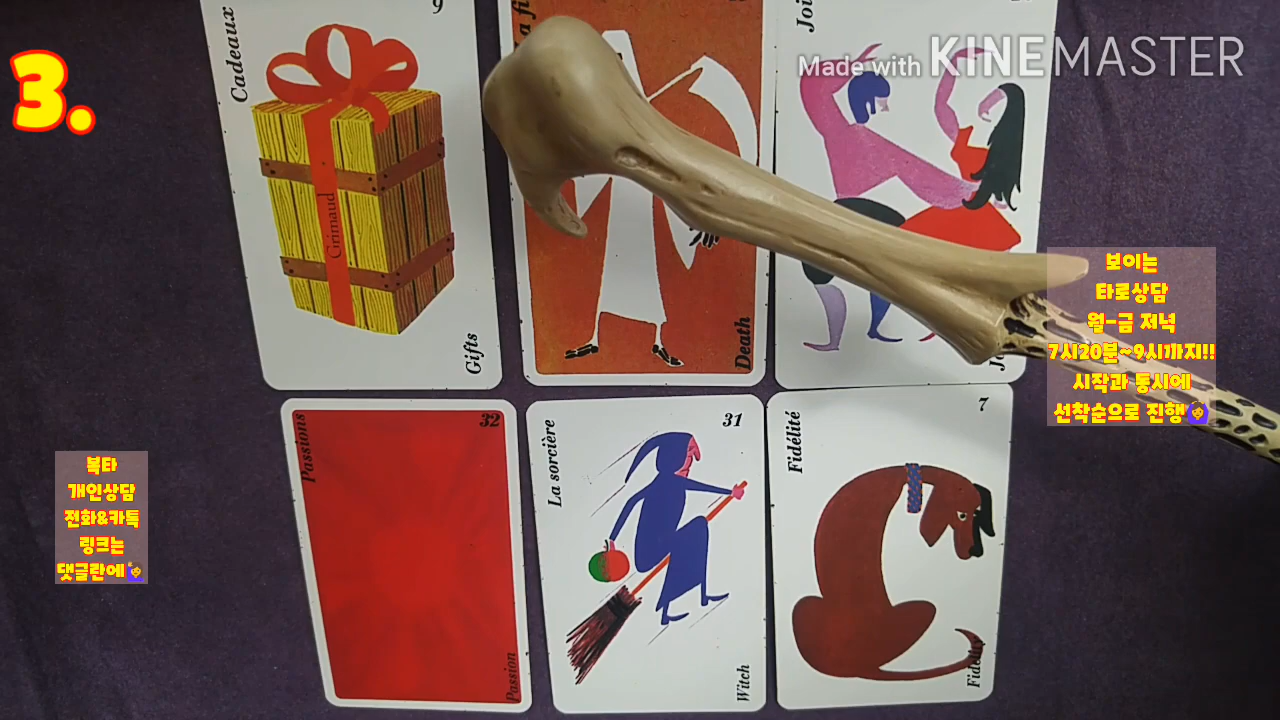 3.
Made with KINEMASTER
Cadeaux
9
Grimaud
Gifts
Death
Passions
32
Passion
La sorcière
31
Witch
Fidélité
7
보이는
타로상담
월-금 저녁
7시20분~9시까지!!
시작과 동시에
선착순으로 진행🙋‍♀️
복타
개인상담
전화&카톡
링크는
댓글란에🙋‍♀️